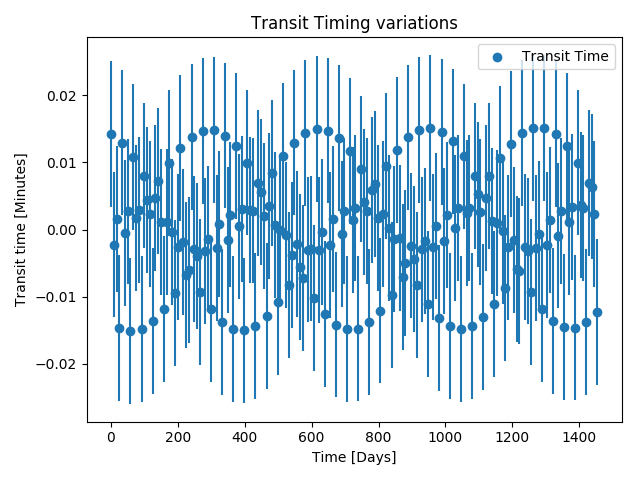 Transit Timing variations
Transit Time
0.02
0.01
0.00
−0.01
−0.02
Transit time [Minutes]
0 200 400 600 800 1000 1200 1400
Time [Days]